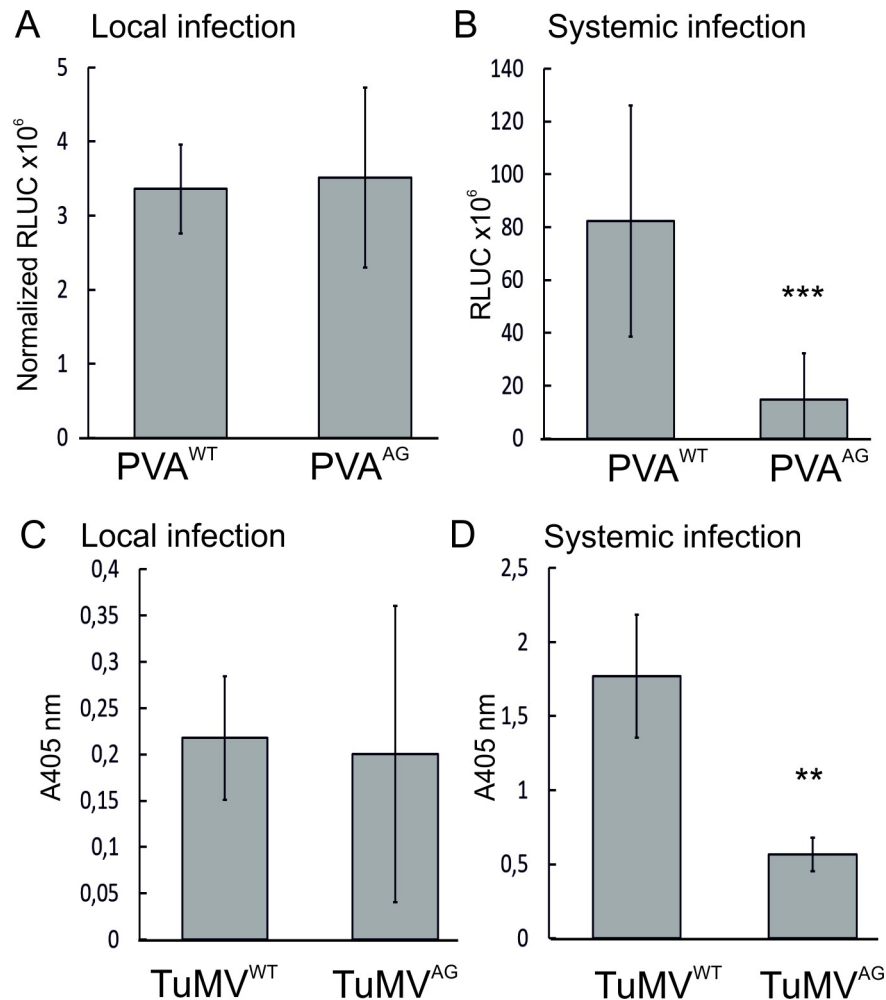 A Local infection
Normalized RLUC x10⁶
5
4
3
2
1
0
PVA^WT PVA^AG
B Systemic infection
RLUC x10⁶
140
120
100
80
60
40
20
0
***
PVA^WT PVA^AG
C Local infection
A405 nm
0,4
0,35
0,3
0,25
0,2
0,15
0,1
0,05
0
TuMV^WT TuMV^AG
D Systemic infection
A405 nm
2,5
2
1,5
1
0,5
0
**
TuMV^WT TuMV^AG